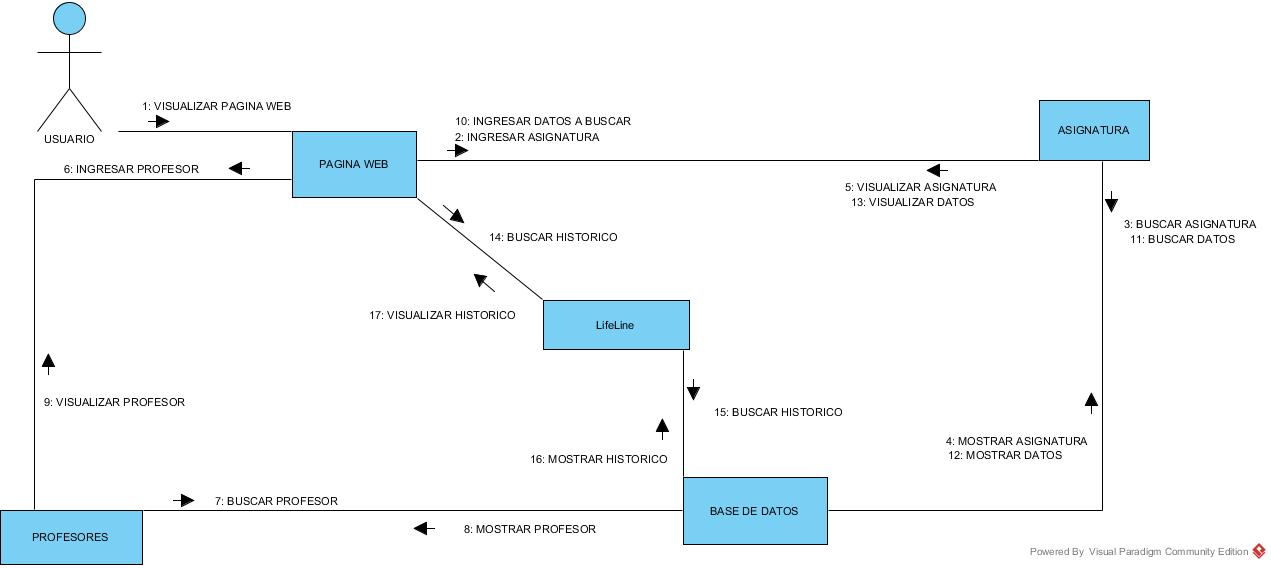 1: VISUALIZAR PAGINA WEB
USUARIO
10: INGRESAR DATOS A BUSCAR
2: INGRESAR ASIGNATURA
ASIGNATURA
PAGINA WEB
6: INGRESAR PROFESOR
5: VISUALIZAR ASIGNATURA
13: VISUALIZAR DATOS
3: BUSCAR ASIGNATURA
11: BUSCAR DATOS
14: BUSCAR HISTORICO
17: VISUALIZAR HISTORICO
LifeLine
9: VISUALIZAR PROFESOR
15: BUSCAR HISTORICO
16: MOSTRAR HISTORICO
4: MOSTRAR ASIGNATURA
12: MOSTRAR DATOS
7: BUSCAR PROFESOR
BASE DE DATOS
8: MOSTRAR PROFESOR
PROFESORES
Powered By Visual Paradigm Community Edition